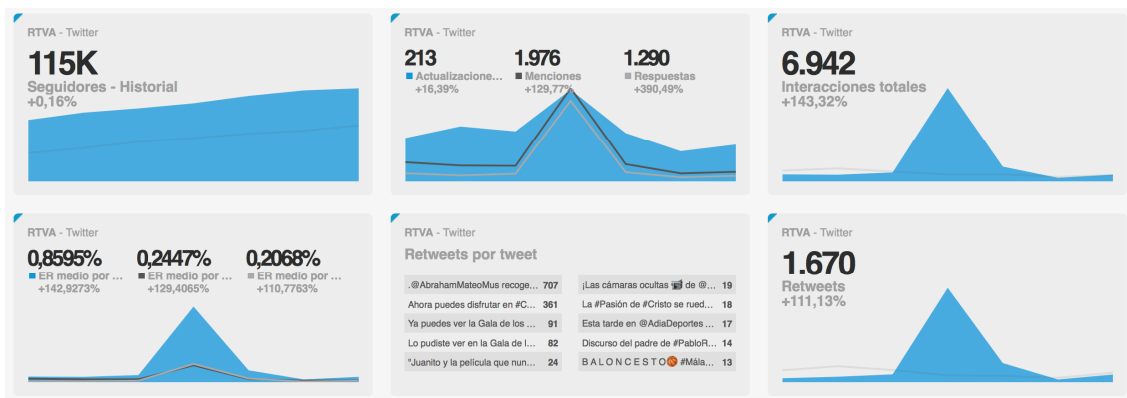 RTVA - Twitter
115K
Seguidores - Historial
+0,16%
RTVA - Twitter
213 1.976 1.290
Actualizacione... Menciones Respuestas
+16,39% +129,77% +390,49%
RTVA - Twitter
6.942
Interacciones totales
+143,32%
RTVA - Twitter
0,8595% 0,2447% 0,2068%
ER medio por ... ER medio por ... ER medio por ...
+142,9273% +129,4065% +110,7763%
RTVA - Twitter
Retweets por tweet
.@AbrahamMateoMus recoge... 707
Ahora puedes disfrutar en #C... 361
Ya puedes ver la Gala de los ... 91
Lo pudiste ver en la Gala de l... 82
"Juanito y la película que nun... 24
¡Las cámaras ocultas 📹 de @... 19
La #Pasión de #Cristo se rued... 18
Esta tarde en @AdiaDeportes ... 17
Discurso del padre de #PabloR... 14
B A L O N C E S T O🏀 #Mála... 13
RTVA - Twitter
1.670
Retweets
+111,13%